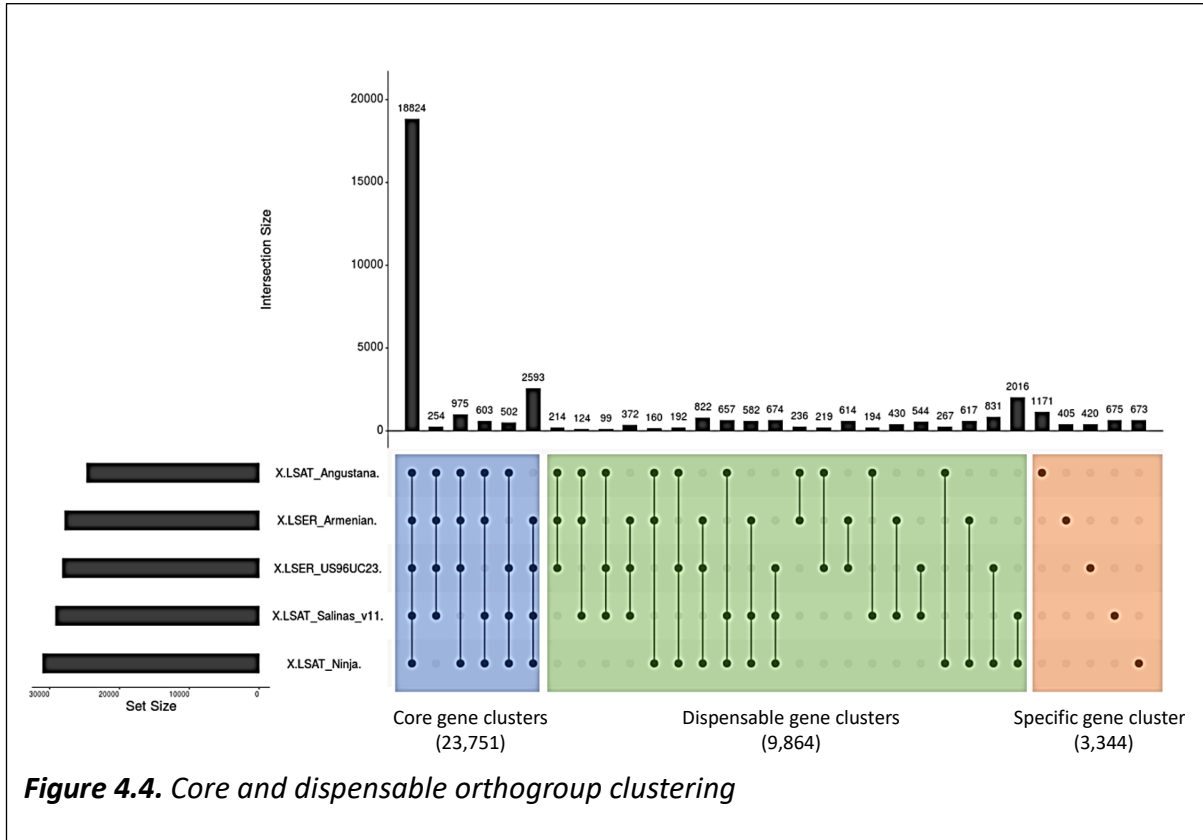 20000
18824
15000
Intersection Size
10000
5000
2593
2016
254 975 603 502 214 124 99 372 160 192 822 657 582 674 236 219 614 194 430 544 267 617 831 1171 405 420 675 673
0
X.LSAT_Angustana.
X.LSER_Armenian.
X.LSER_US96UC23.
X.LSAT_Salinas_v11.
X.LSAT_Ninja.
30000 20000 10000 0
Set Size
Core gene clusters
(23,751)
Dispensable gene clusters
(9,864)
Specific gene cluster
(3,344)
Figure 4.4. Core and dispensable orthogroup clustering